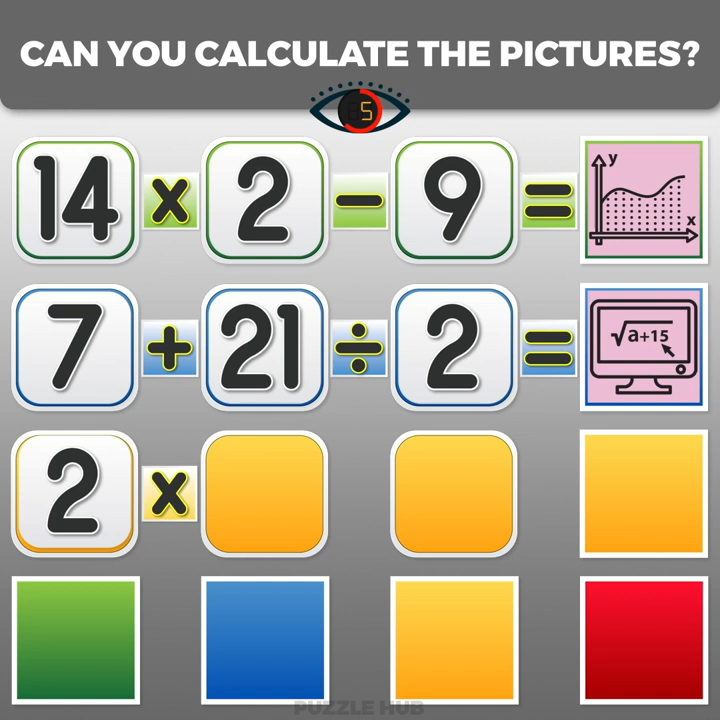 CAN YOU CALCULATE THE PICTURES?
5
14 x 2 − 9 =
y
x
7 + 21 ÷ 2 =
√a+15
2 x
PUZZLE HUB